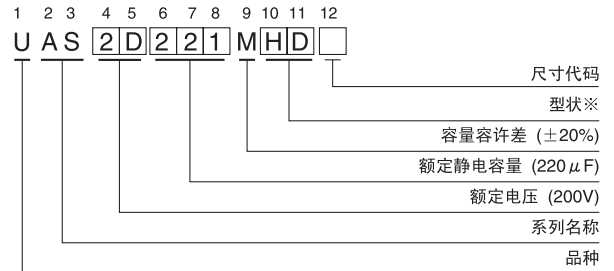 1 2 3 4 5 6 7 8 9 10 11 12
U A S 2 D 2 2 1 M H D
尺寸代码
型状※
容量容许差 (±20%)
额定静电容量 (220μF)
额定电压 (200V)
系列名称
品种